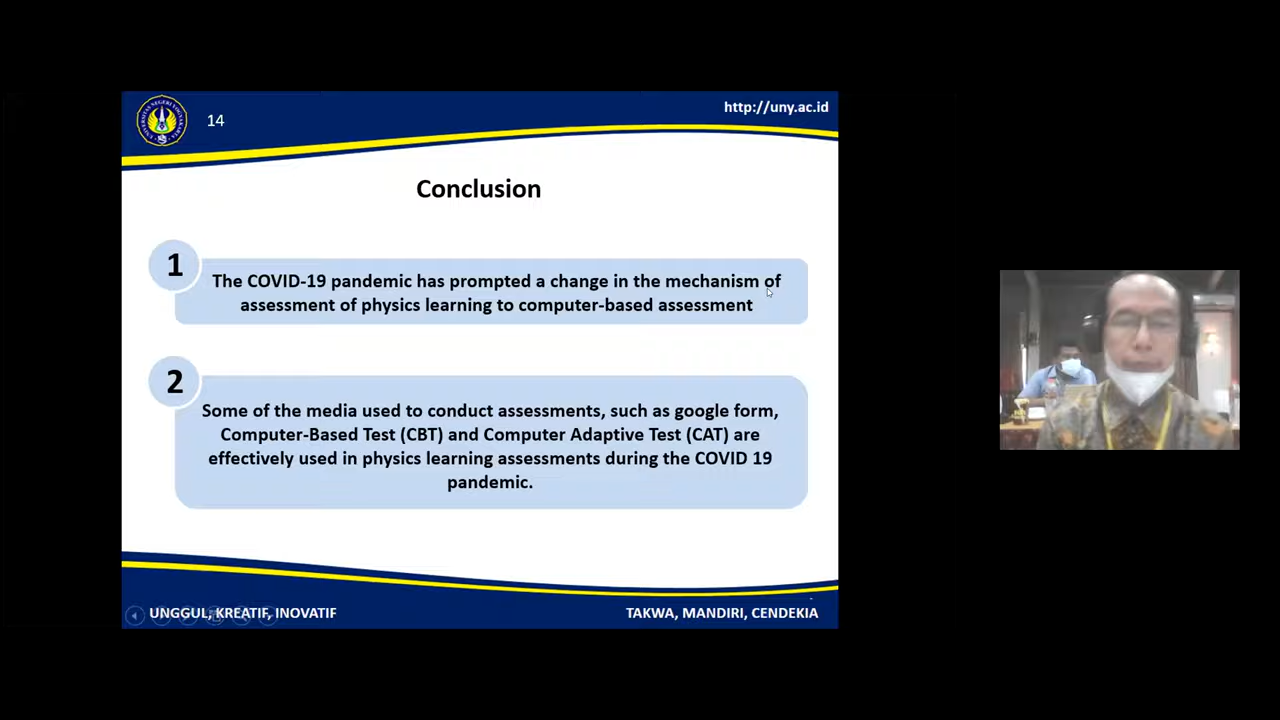 http://uny.ac.id
14
Conclusion
1
The COVID-19 pandemic has prompted a change in the mechanism of
assessment of physics learning to computer-based assessment
2
Some of the media used to conduct assessments, such as google form,
Computer-Based Test (CBT) and Computer Adaptive Test (CAT) are
effectively used in physics learning assessments during the COVID 19
pandemic.
UNGGUL, KREATIF, INOVATIF
TAKWA, MANDIRI, CENDEKIA